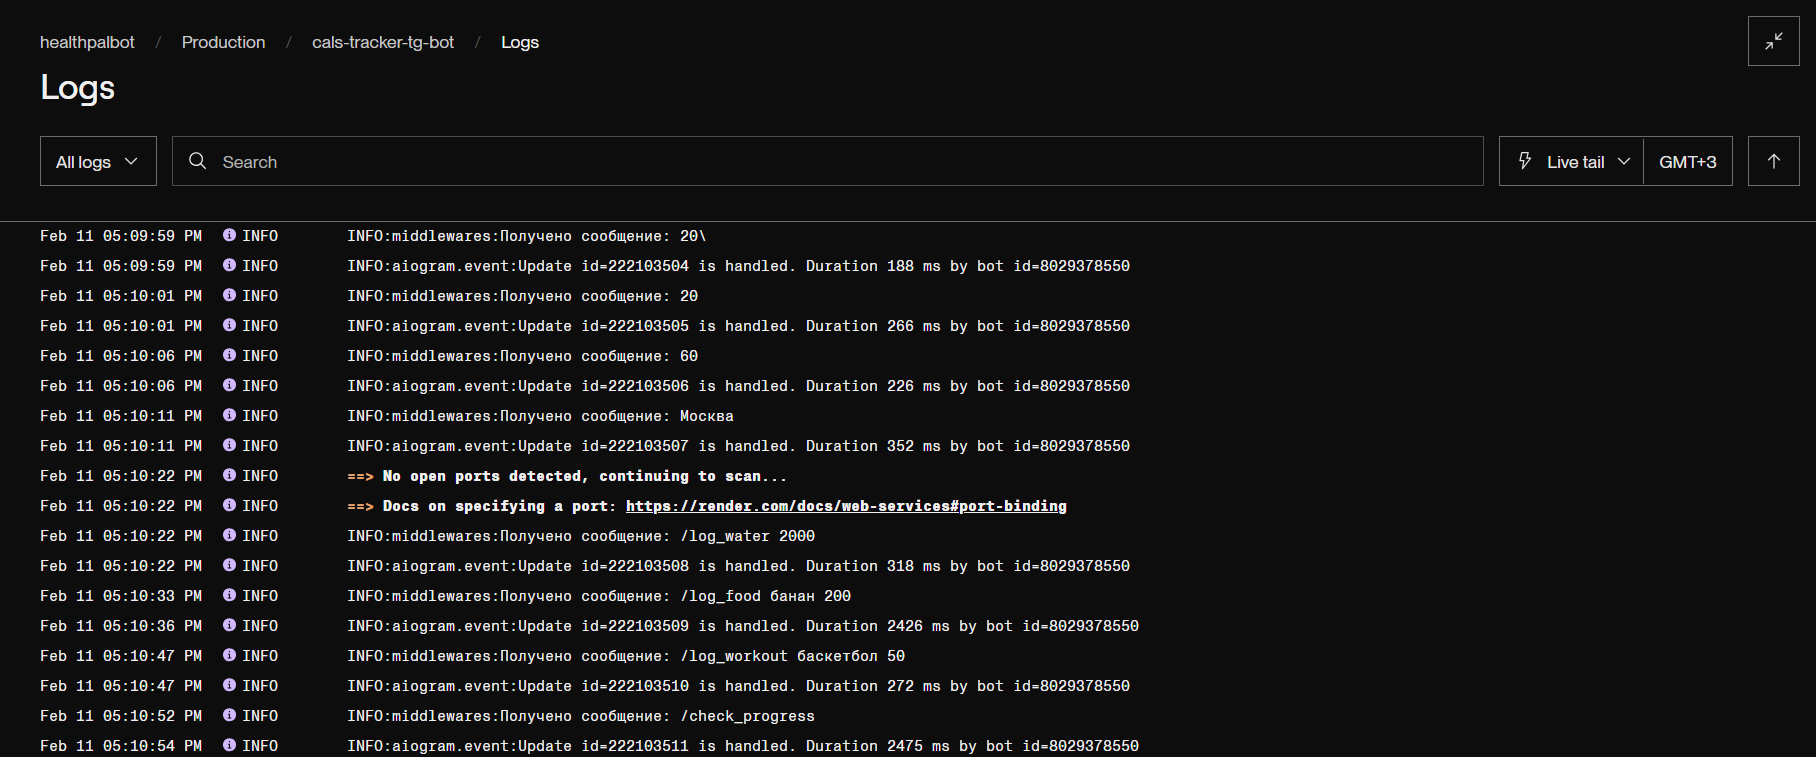 healthpalbot / Production / cals-tracker-tg-bot / Logs
Logs
All logs Search Live tail GMT+3
Feb 11 05:09:59 PM INFO INFO:middlewares:Получено сообщение: 20\
Feb 11 05:09:59 PM INFO INFO:aiogram.event:Update id=222103504 is handled. Duration 188 ms by bot id=8029378550
Feb 11 05:10:01 PM INFO INFO:middlewares:Получено сообщение: 20
Feb 11 05:10:01 PM INFO INFO:aiogram.event:Update id=222103505 is handled. Duration 266 ms by bot id=8029378550
Feb 11 05:10:06 PM INFO INFO:middlewares:Получено сообщение: 60
Feb 11 05:10:06 PM INFO INFO:aiogram.event:Update id=222103506 is handled. Duration 226 ms by bot id=8029378550
Feb 11 05:10:11 PM INFO INFO:middlewares:Получено сообщение: Москва
Feb 11 05:10:11 PM INFO INFO:aiogram.event:Update id=222103507 is handled. Duration 352 ms by bot id=8029378550
Feb 11 05:10:22 PM INFO ==> No open ports detected, continuing to scan...
Feb 11 05:10:22 PM INFO ==> Docs on specifying a port: https://render.com/docs/web-services#port-binding
Feb 11 05:10:22 PM INFO INFO:middlewares:Получено сообщение: /log_water 2000
Feb 11 05:10:22 PM INFO INFO:aiogram.event:Update id=222103508 is handled. Duration 318 ms by bot id=8029378550
Feb 11 05:10:33 PM INFO INFO:middlewares:Получено сообщение: /log_food банан 200
Feb 11 05:10:36 PM INFO INFO:aiogram.event:Update id=222103509 is handled. Duration 2426 ms by bot id=8029378550
Feb 11 05:10:47 PM INFO INFO:middlewares:Получено сообщение: /log_workout баскетбол 50
Feb 11 05:10:47 PM INFO INFO:aiogram.event:Update id=222103510 is handled. Duration 272 ms by bot id=8029378550
Feb 11 05:10:52 PM INFO INFO:middlewares:Получено сообщение: /check_progress
Feb 11 05:10:54 PM INFO INFO:aiogram.event:Update id=222103511 is handled. Duration 2475 ms by bot id=8029378550